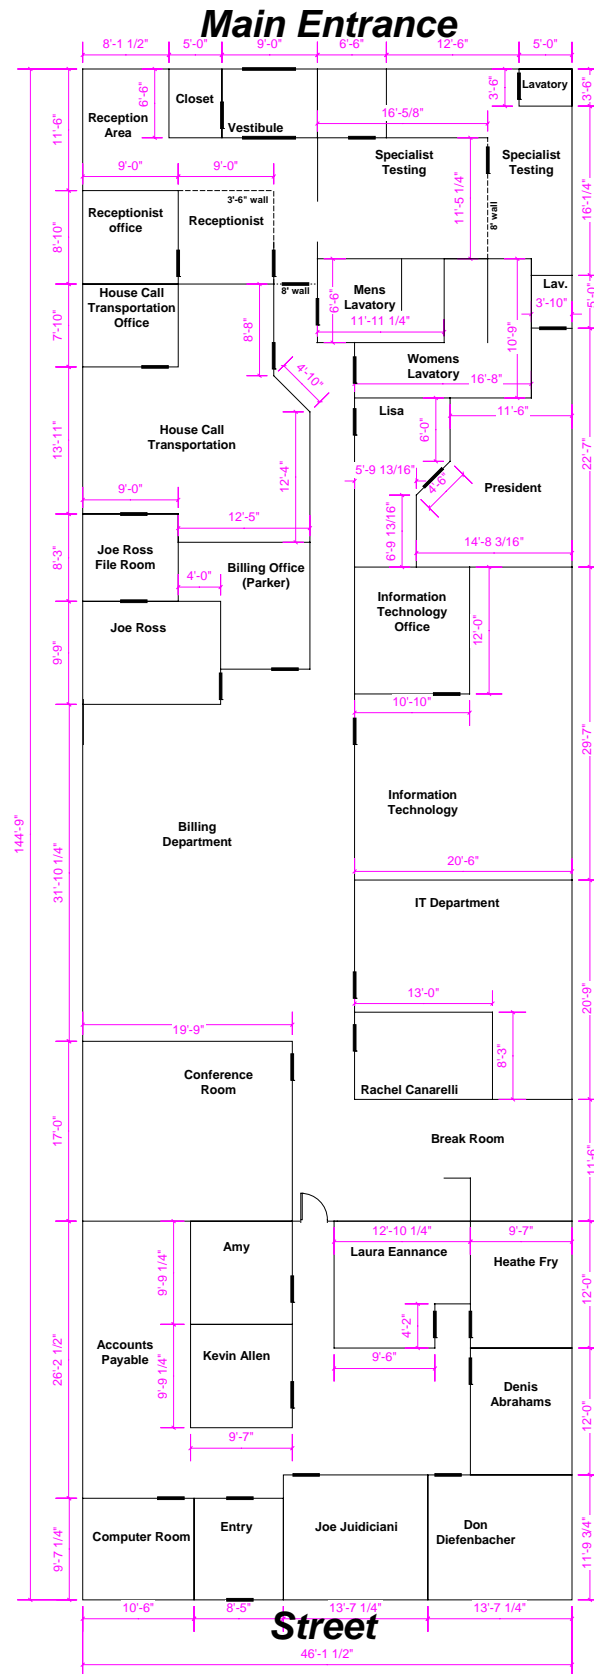 Main Entrance
8'-1 1/2"
5'-0"
9'-0"
6'-6"
12'-6"
5'-0"
11'-6"
Reception
Area
6'-6"
Closet
Vestibule
16'-5/8"
3'-6"
Lavatory
3'-6"
Specialist
Testing
Specialist
Testing
11'-5 1/4"
8' wall
16'-1/4"
9'-0"
9'-0"
3'-6" wall
8'-10"
Receptionist
office
Receptionist
8' wall
House Call
Transportation
Office
7'-10"
8'-8"
6'-6"
Mens
Lavatory
11'-11 1/4"
Lav.
3'-10"
5'-0"
10'-9"
Womens
Lavatory
16'-8"
4'-10"
13'-11"
House Call
Transportation
12'-4"
Lisa
6'-0"
11'-6"
22'-7"
5'-9 13/16"
4'-6"
President
6'-9 13/16"
14'-8 3/16"
9'-0"
12'-5"
8'-3"
Joe Ross
File Room
4'-0"
Billing Office
(Parker)
Information
Technology
Office
12'-0"
10'-10"
9'-9"
Joe Ross
29'-7"
Information
Technology
20'-6"
144'-9"
31'-10 1/4"
Billing
Department
IT Department
13'-0"
20'-9"
8'-3"
Rachel Canarelli
19'-9"
17'-0"
Conference
Room
Break Room
11'-6"
12'-10 1/4"
9'-7"
Laura Eannance
Heathe Fry
12'-0"
4'-2"
9'-6"
Amy
9'-9 1/4"
Accounts
Payable
26'-2 1/2"
Kevin Allen
9'-9 1/4"
9'-7"
Denis
Abrahams
12'-0"
9'-7 1/4"
Computer Room
Entry
Joe Juidiciani
Don
Diefenbacher
11'-9 3/4"
10'-6"
8'-5"
13'-7 1/4"
13'-7 1/4"
Street
46'-1 1/2"